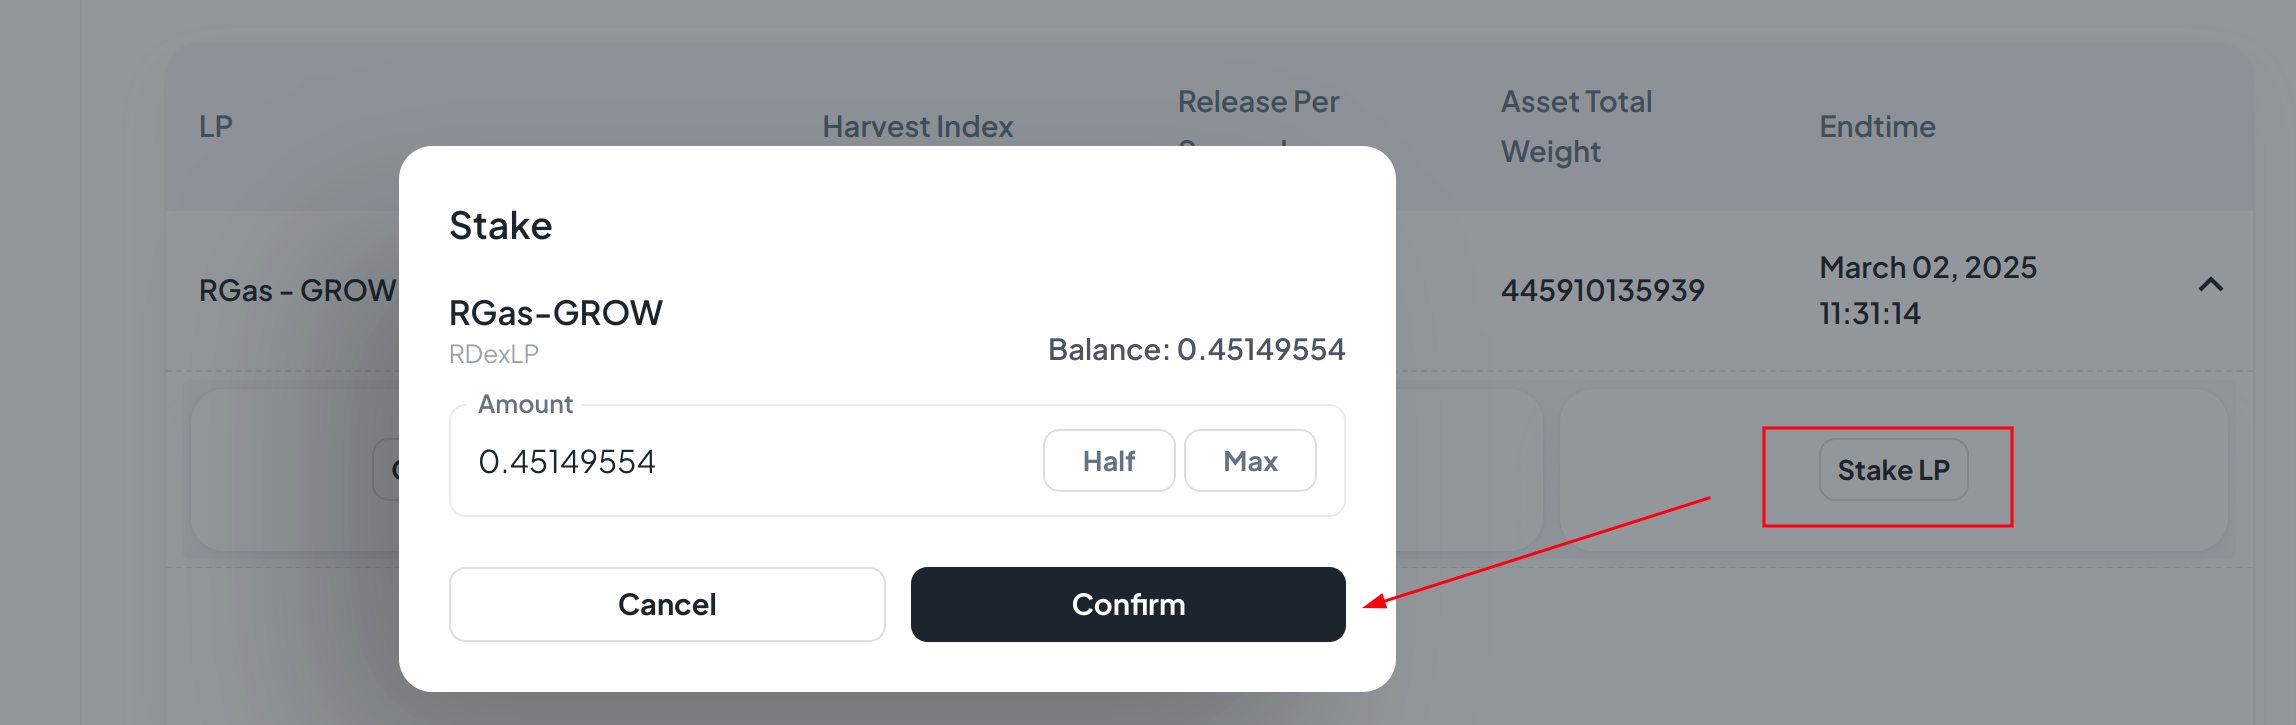 LP
Harvest Index
Release Per
Asset Total
Weight
Endtime
RGas - GROW
445910135939
March 02, 2025
11:31:14
Stake LP
Stake
RGas-GROW
RDexLP
Balance: 0.45149554
Amount
0.45149554
Half
Max
Cancel
Confirm